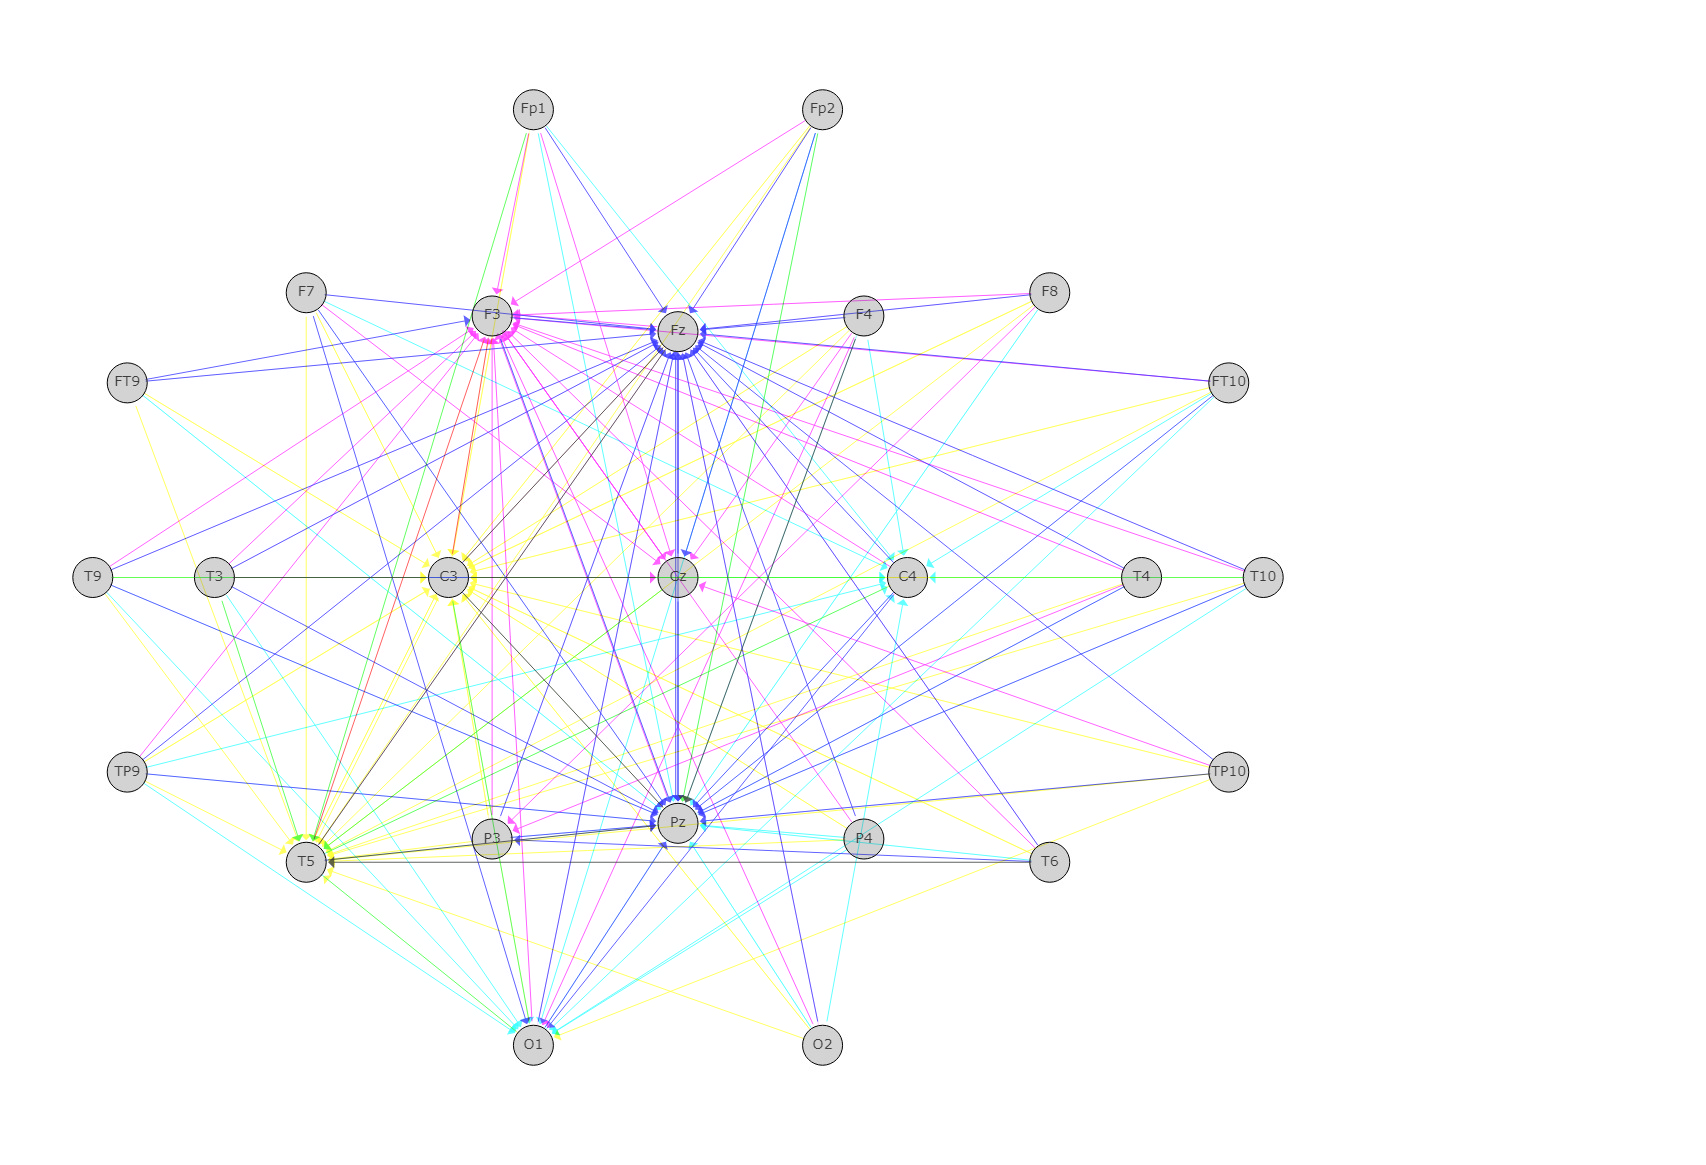 Fp1 Fp2
F7 F3 Fz F4 F8
FT9 FT10
T9 T3 C3 Cz C4 T4 T10
TP9 TP10
T5 P3 Pz P4 T6
O1 O2